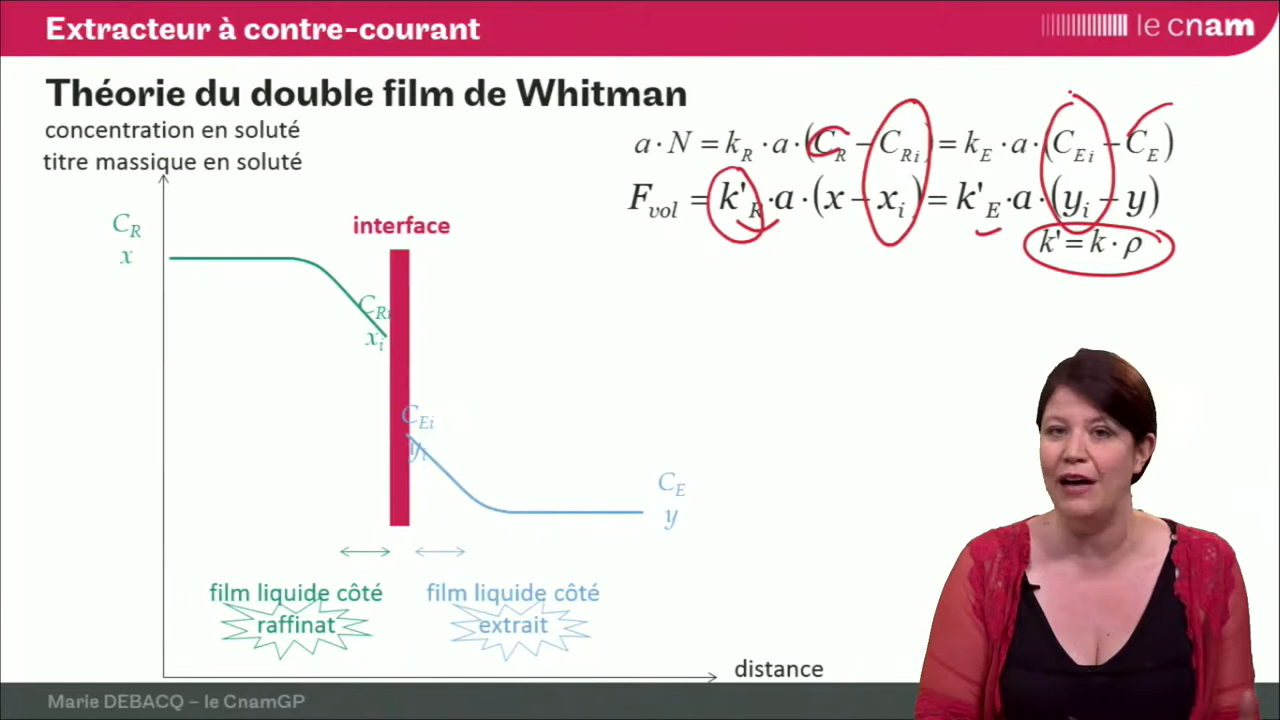 Extracteur à contre-courant
le cnam
Théorie du double film de Whitman
concentration en soluté
titre massique en soluté
a · N = k_R · a · (C_R − C_Ri) = k_E · a · (C_Ei − C_E)
F_vol = k'_R · a · (x − x_i) = k'_E · a · (y_i − y)
k' = k · ρ
C_R
x
interface
C_Ri
x_i
C_Ei
y_i
C_E
y
film liquide côté
raffinat
film liquide côté
extrait
distance
Marie DEBACQ – le CnamGP